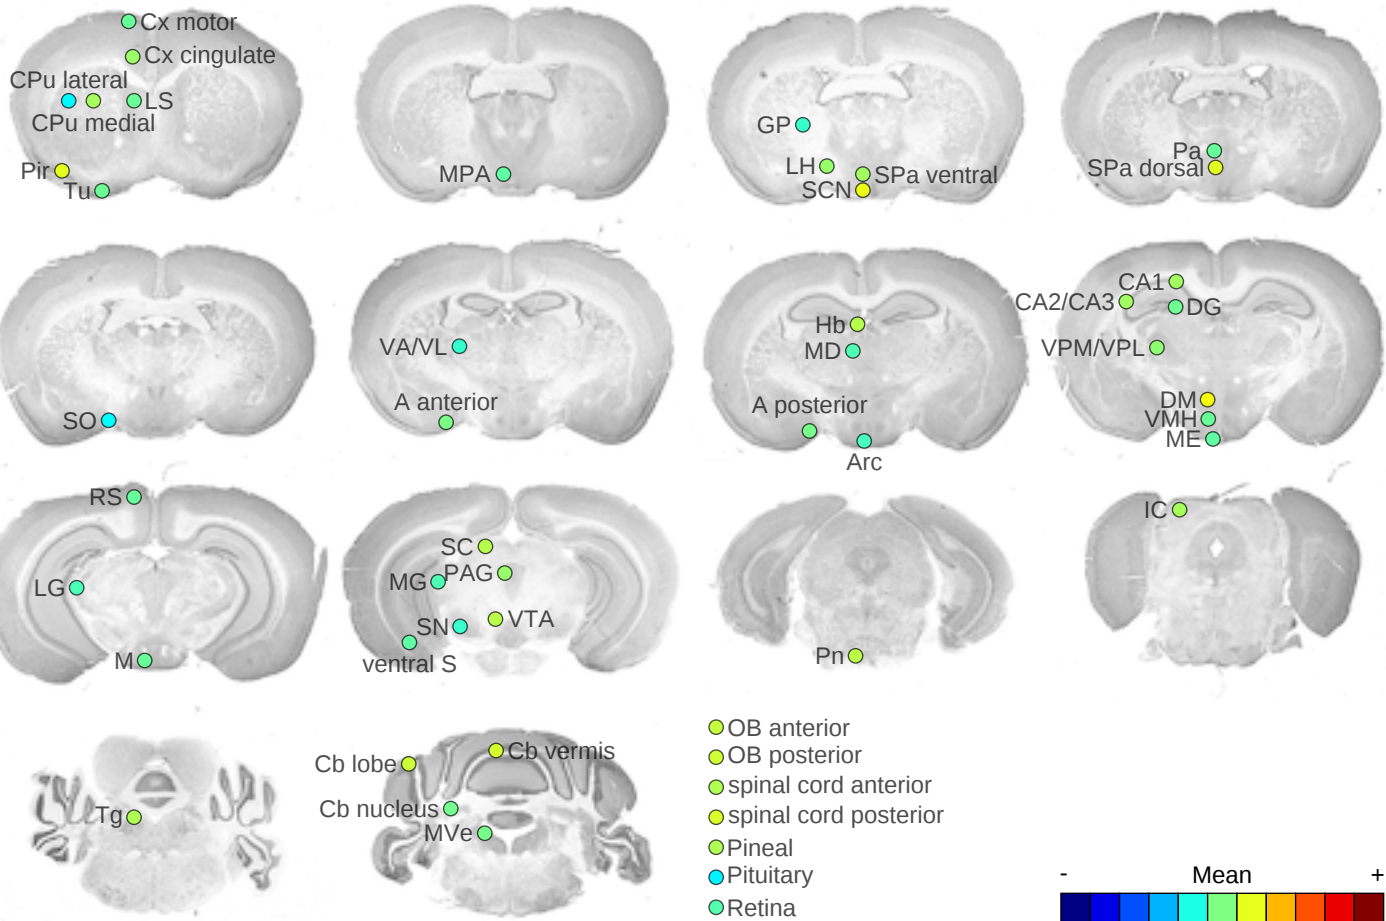 Cx motor
Cx cingulate
CPu lateral
LS
CPu medial
Pir
Tu
MPA
GP
LH
SPa ventral
SCN
Pa
SPa dorsal
SO
VA/VL
A anterior
Hb
MD
A posterior
Arc
CA1
CA2/CA3
DG
VPM/VPL
DM
VMH
ME
RS
LG
M
SC
PAG
MG
SN
VTA
ventral S
Pn
IC
Tg
Cb lobe
Cb vermis
Cb nucleus
MVe
OB anterior
OB posterior
spinal cord anterior
spinal cord posterior
Pineal
Pituitary
Retina
- Mean +